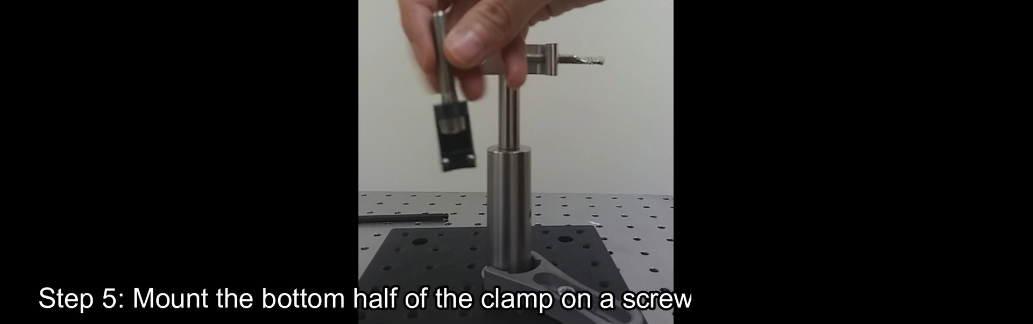 Step 5: Mount the bottom half of the clamp on a screw